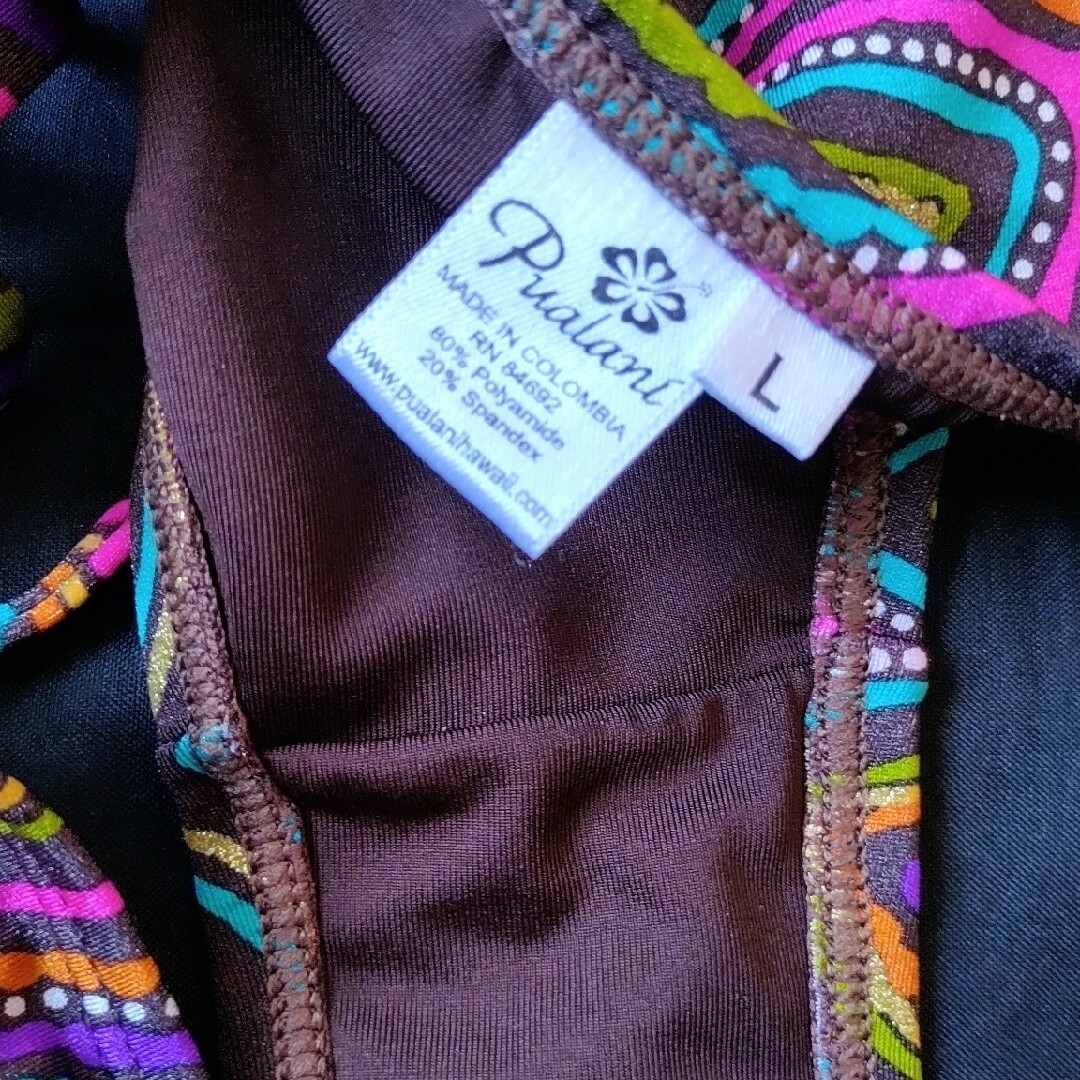 Pualani
®
MADE IN COLOMBIA
RN 84692
80% Polyamide
20% Spandex
www.pualanihawaii.com
L